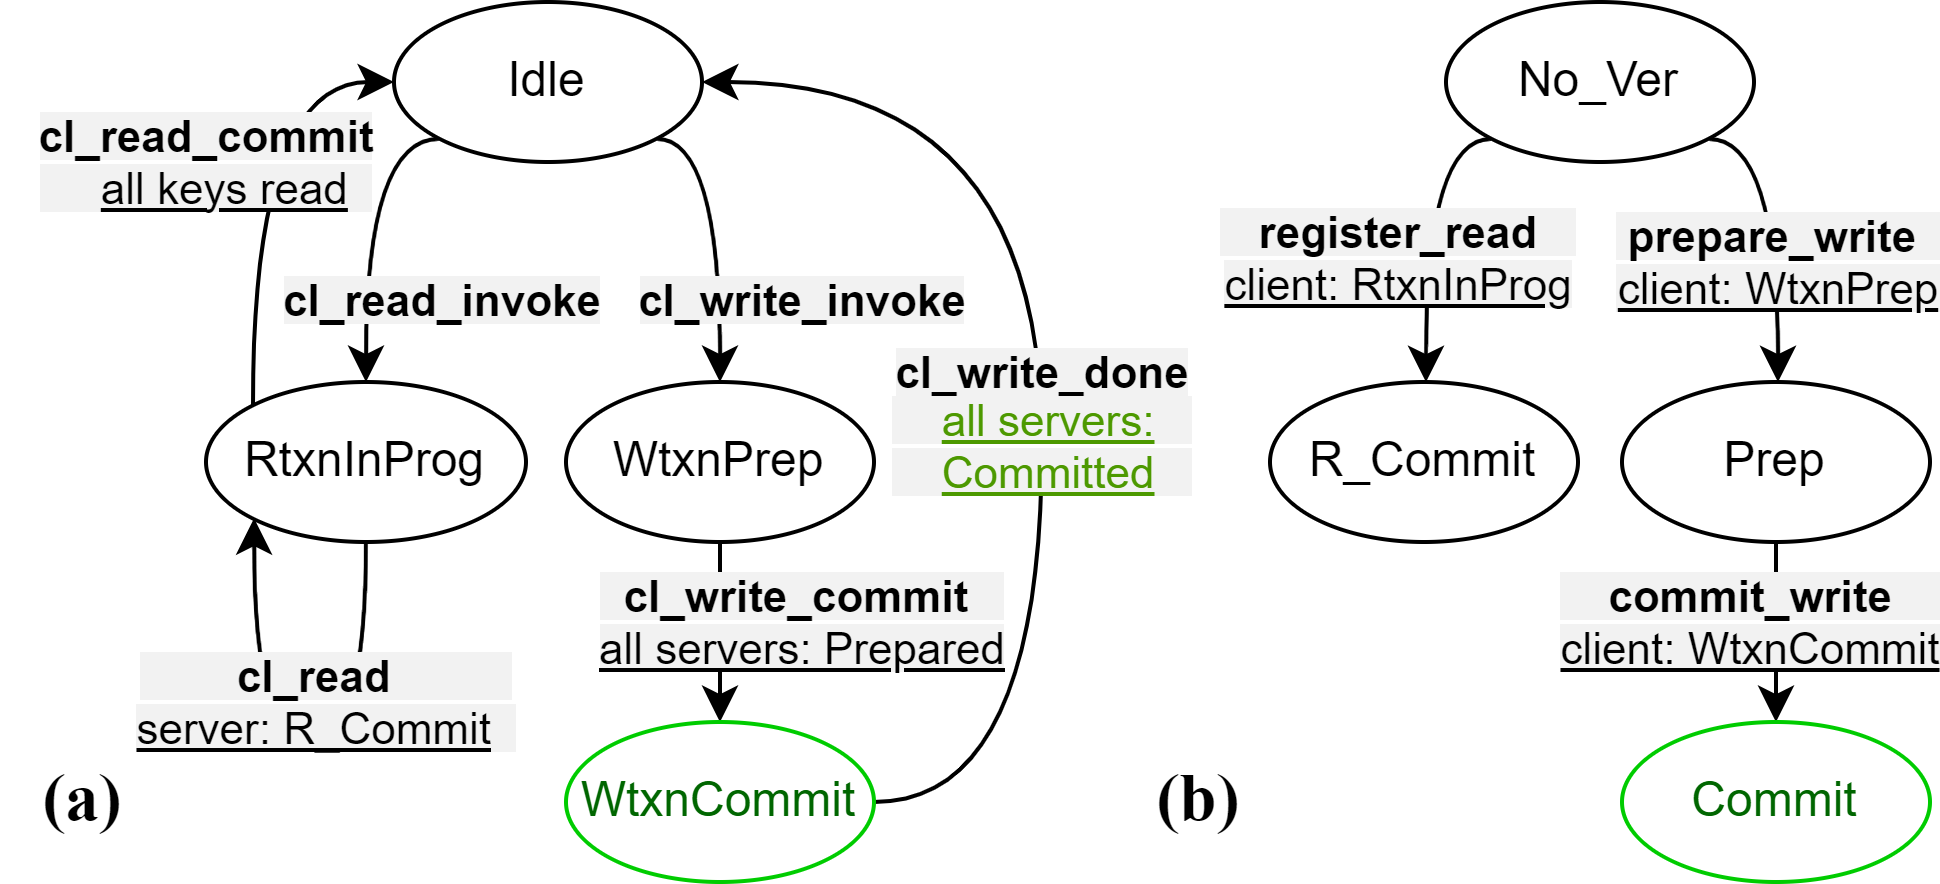 Idle
cl_read_commit
all keys read
cl_read_invoke
cl_write_invoke
cl_write_done
all servers:
Committed
RtxnInProg
WtxnPrep
cl_write_commit
all servers: Prepared
cl_read
server: R_Commit
WtxnCommit
(a)
No_Ver
register_read
client: RtxnInProg
prepare_write
client: WtxnPrep
R_Commit
Prep
commit_write
client: WtxnCommit
Commit
(b)